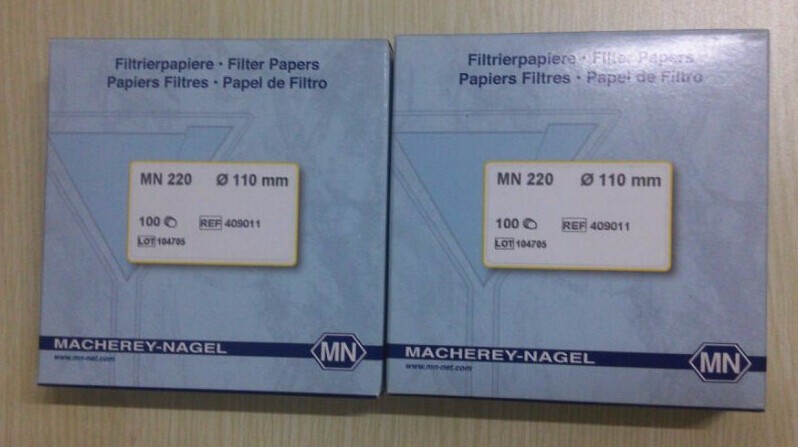 Filtrierpapiere · Filter Papers
Papiers Filtres · Papel de Filtro
MN 220 Ø 110 mm
100 REF 409011
LOT 104705
MACHEREY-NAGEL MN
www.mn-net.com
Filtrierpapiere · Filter Papers
Papiers Filtres · Papel de Filtro
MN 220 Ø 110 mm
100 REF 409011
LOT 104705
MACHEREY-NAGEL MN
www.mn-net.com